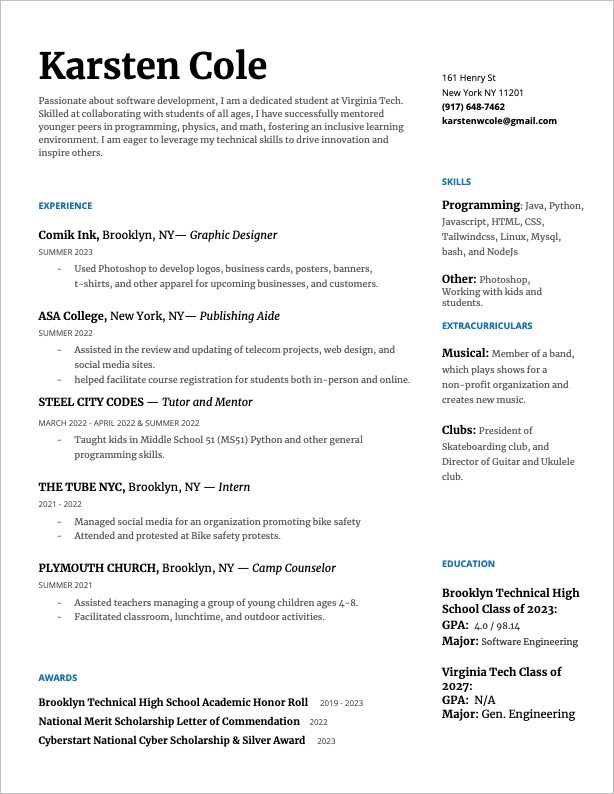 Karsten Cole
Passionate about software development, I am a dedicated student at Virginia Tech.
Skilled at collaborating with students of all ages, I have successfully mentored
younger peers in programming, physics, and math, fostering an inclusive learning
environment. I am eager to leverage my technical skills to drive innovation and
inspire others.
161 Henry St
New York NY 11201
(917) 648-7462
karstenwcole@gmail.com
EXPERIENCE
Comik Ink, Brooklyn, NY— Graphic Designer
SUMMER 2023
- Used Photoshop to develop logos, business cards, posters, banners,
t-shirts, and other apparel for upcoming businesses, and customers.
ASA College, New York, NY— Publishing Aide
SUMMER 2022
- Assisted in the review and updating of telecom projects, web design, and
social media sites.
- helped facilitate course registration for students both in-person and online.
STEEL CITY CODES — Tutor and Mentor
MARCH 2022 - APRIL 2022 & SUMMER 2022
- Taught kids in Middle School 51 (MS51) Python and other general
programming skills.
THE TUBE NYC, Brooklyn, NY — Intern
2021 - 2022
- Managed social media for an organization promoting bike safety
- Attended and protested at Bike safety protests.
PLYMOUTH CHURCH, Brooklyn, NY — Camp Counselor
SUMMER 2021
- Assisted teachers managing a group of young children ages 4-8.
- Facilitated classroom, lunchtime, and outdoor activities.
AWARDS
Brooklyn Technical High School Academic Honor Roll 2019 - 2023
National Merit Scholarship Letter of Commendation 2022
Cyberstart National Cyber Scholarship & Silver Award 2023
SKILLS
Programming: Java, Python,
Javascript, HTML, CSS,
Tailwindcss, Linux, Mysql,
bash, and NodeJs
Other: Photoshop,
Working with kids and
students.
EXTRACURRICULARS
Musical: Member of a band,
which plays shows for a
non-profit organization and
creates new music.
Clubs: President of
Skateboarding club, and
Director of Guitar and Ukulele
club.
EDUCATION
Brooklyn Technical High
School Class of 2023:
GPA: 4.0 / 98.14
Major: Software Engineering
Virginia Tech Class of
2027:
GPA: N/A
Major: Gen. Engineering